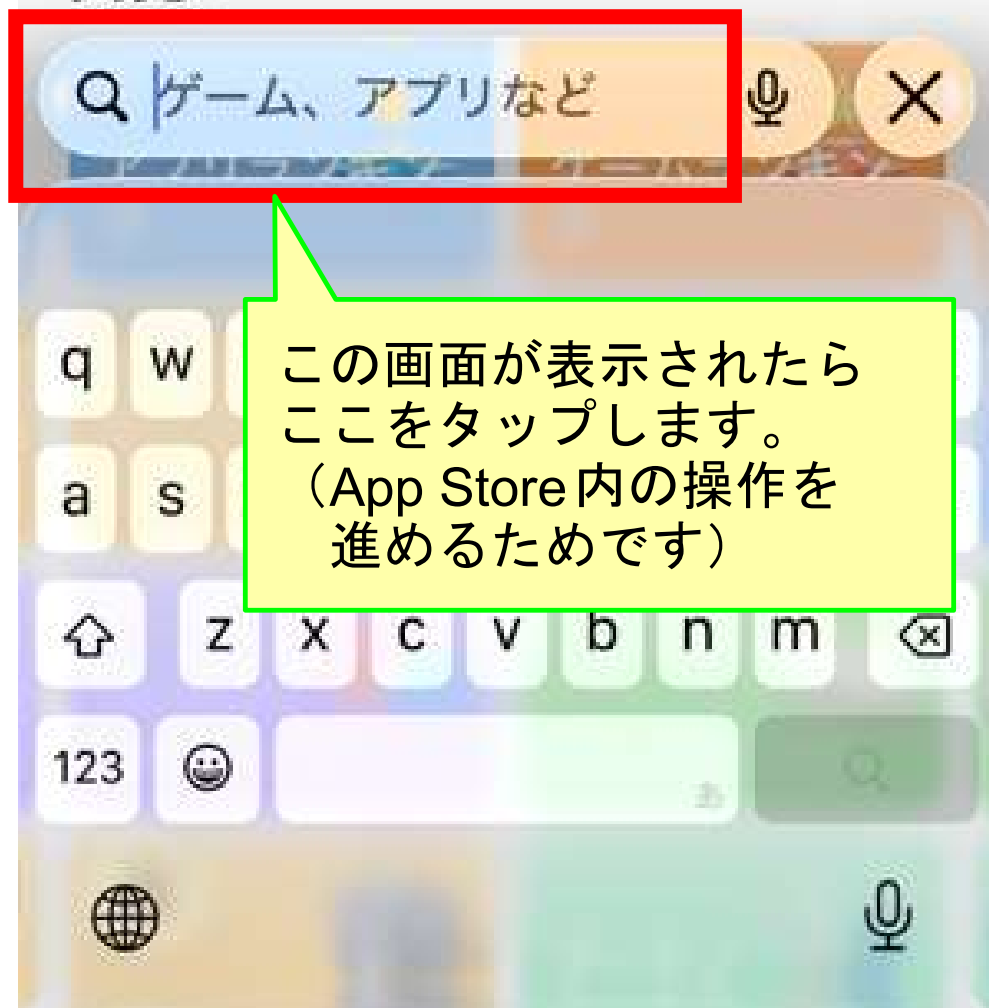 ゲーム、アプリなど
この画面が表示されたら
ここをタップします。
（App Store内の操作を
進めるためです）
q w
a s
z x c v b n m
123
あ